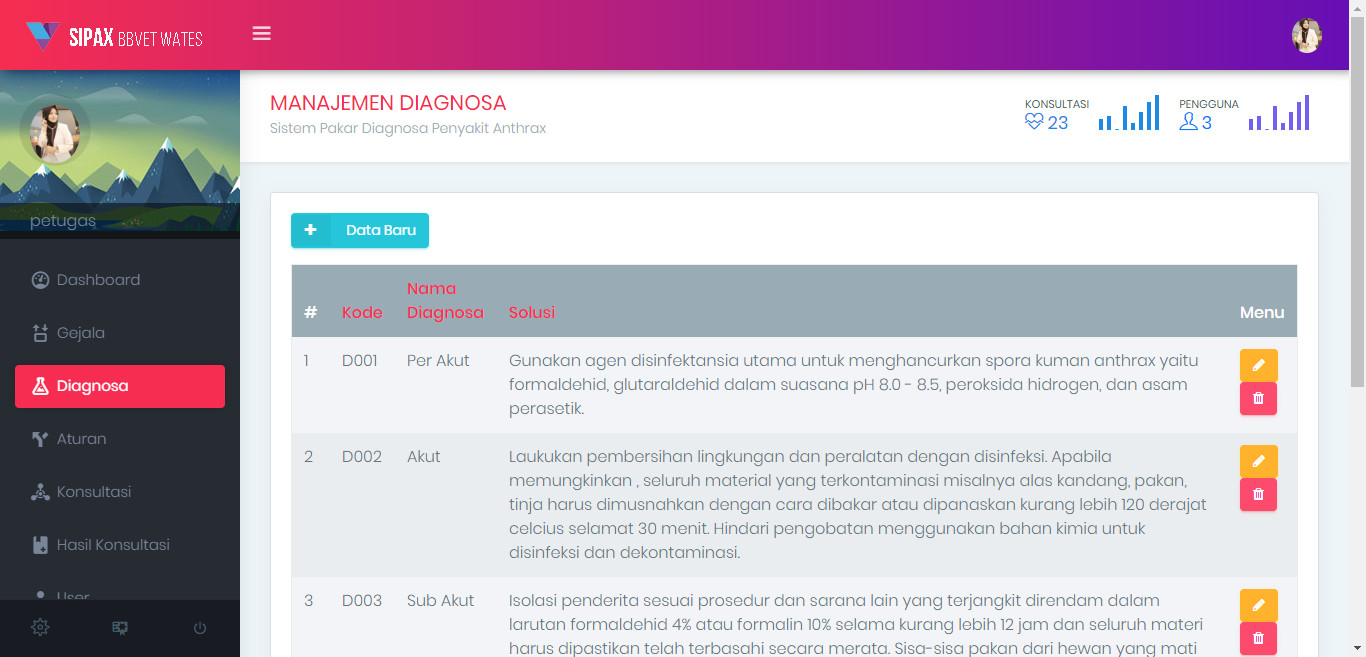 SIPAX BBVET WATES
petugas
Dashboard
Gejala
Diagnosa
Aturan
Konsultasi
Hasil Konsultasi
User
MANAJEMEN DIAGNOSA
Sistem Pakar Diagnosa Penyakit Anthrax
KONSULTASI
23
PENGGUNA
3
Data Baru
# Kode Nama Diagnosa Solusi Menu
1 D001 Per Akut Gunakan agen disinfektansia utama untuk menghancurkan spora kuman anthrax yaitu
formaldehid, glutaraldehid dalam suasana pH 8.0 - 8.5, peroksida hidrogen, dan asam
perasetik.
2 D002 Akut Laukukan pembersihan lingkungan dan peralatan dengan disinfeksi. Apabila
memungkinkan , seluruh material yang terkontaminasi misalnya alas kandang, pakan,
tinja harus dimusnahkan dengan cara dibakar atau dipanaskan kurang lebih 120 derajat
celcius selamat 30 menit. Hindari pengobatan menggunakan bahan kimia untuk
disinfeksi dan dekontaminasi.
3 D003 Sub Akut Isolasi penderita sesuai prosedur dan sarana lain yang terjangkit direndam dalam
larutan formaldehid 4% atau formalin 10% selama kurang lebih 12 jam dan seluruh materi
harus dipastikan telah terbasahi secara merata. Sisa-sisa pakan dari hewan yang mati